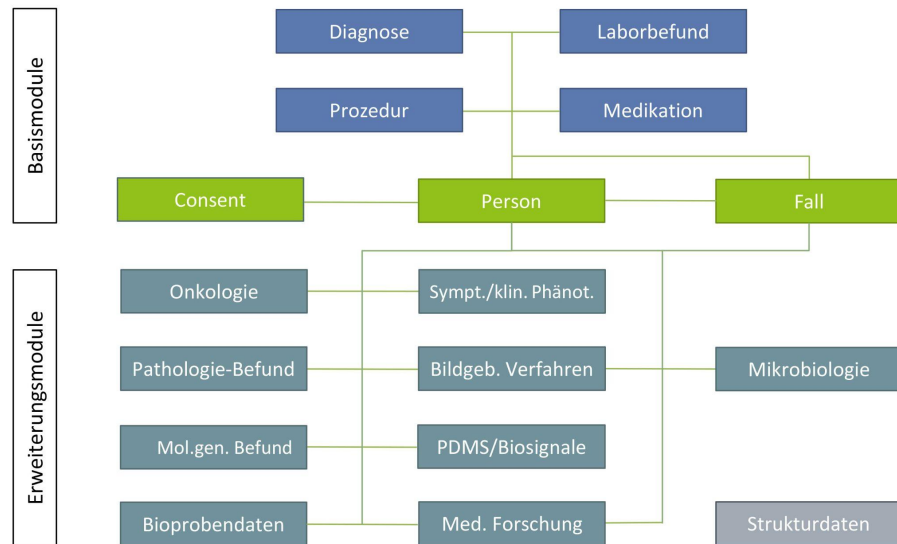 Basismodule
Diagnose
Laborbefund
Prozedur
Medikation
Consent
Person
Fall
Erweiterungsmodule
Onkologie
Sympt./klin. Phänot.
Pathologie-Befund
Bildgeb. Verfahren
Mikrobiologie
Mol.gen. Befund
PDMS/Biosignale
Bioprobendaten
Med. Forschung
Strukturdaten